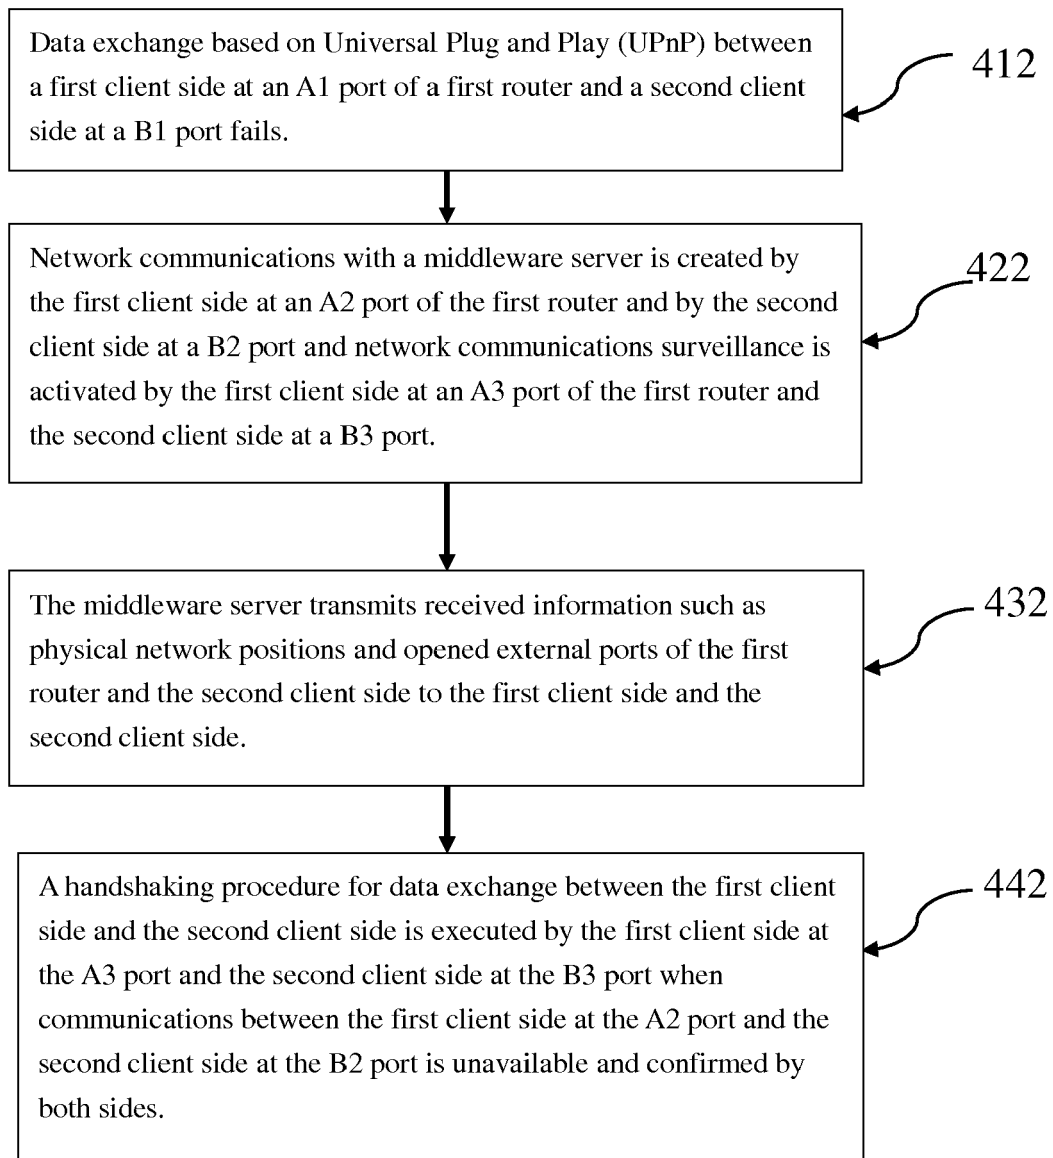 Data exchange based on Universal Plug and Play (UPnP) between
a first client side at an A1 port of a first router and a second client
side at a B1 port fails.
412
Network communications with a middleware server is created by
the first client side at an A2 port of the first router and by the second
client side at a B2 port and network communications surveillance is
activated by the first client side at an A3 port of the first router and
the second client side at a B3 port.
422
The middleware server transmits received information such as
physical network positions and opened external ports of the first
router and the second client side to the first client side and the
second client side.
432
A handshaking procedure for data exchange between the first client
side and the second client side is executed by the first client side at
the A3 port and the second client side at the B3 port when
communications between the first client side at the A2 port and the
second client side at the B2 port is unavailable and confirmed by
both sides.
442